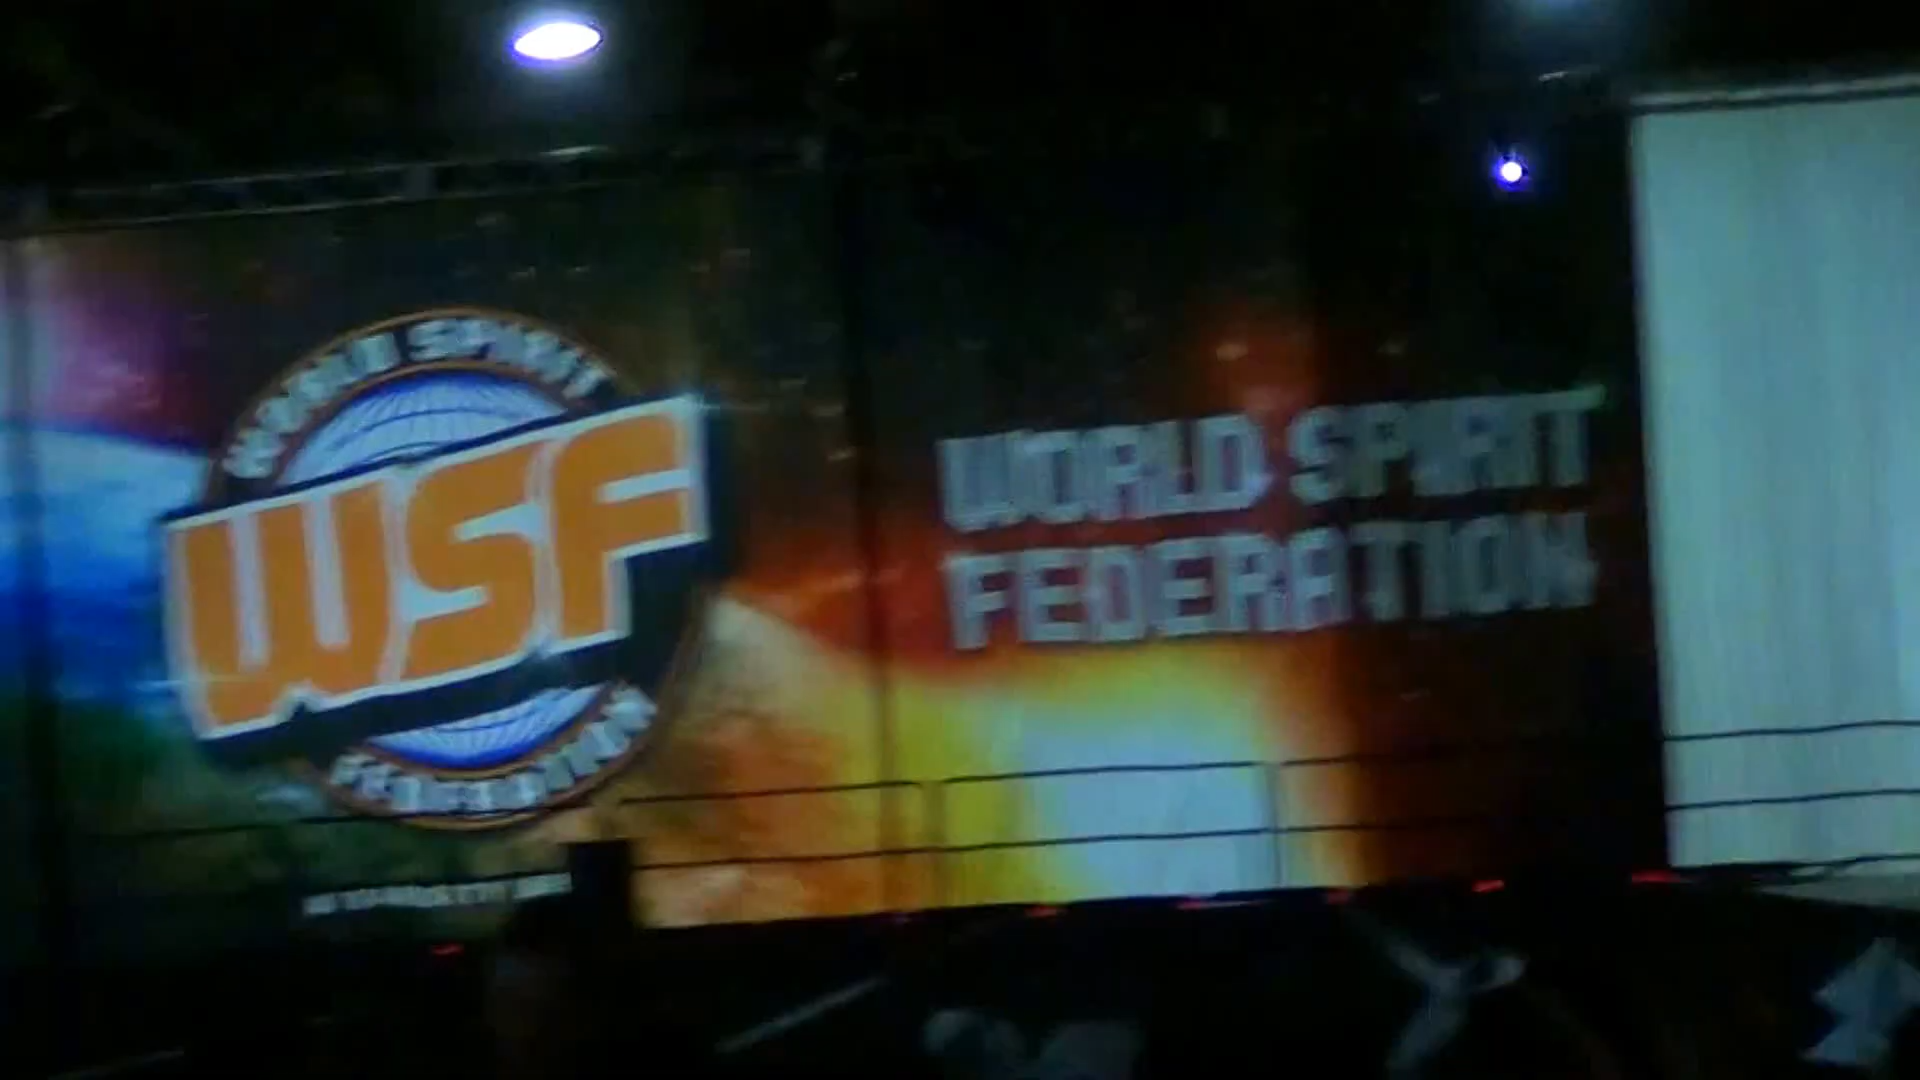 WORLD SPIRIT
WSF
FEDERATION
WORLD SPIRIT
FEDERATION